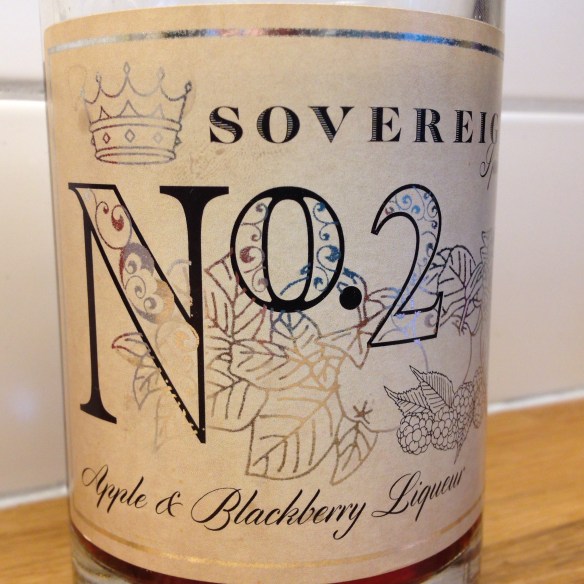 SOVEREIG
No.2
Apple & Blackberry Liqueur